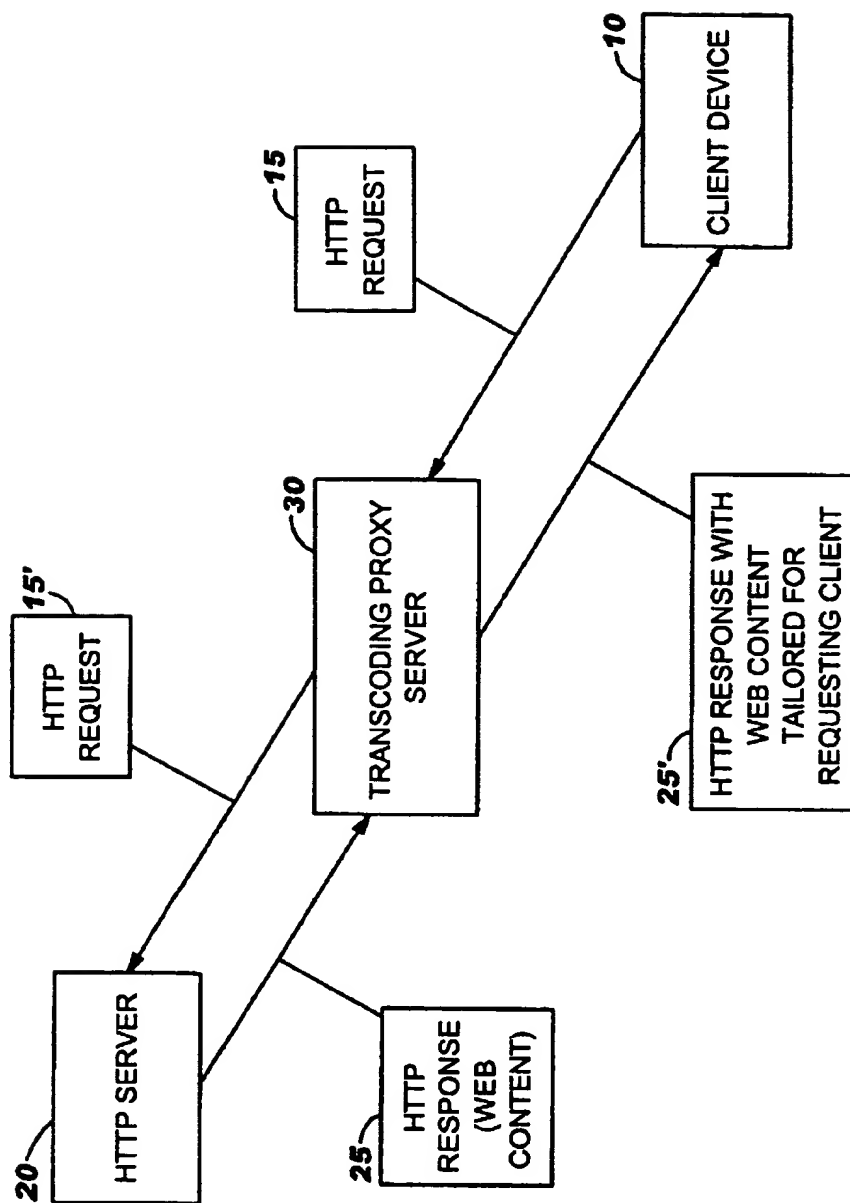 20
HTTP SERVER
15'
HTTP
REQUEST
25
HTTP
RESPONSE
(WEB
CONTENT)
30
TRANSCODING PROXY
SERVER
15
HTTP
REQUEST
25'
HTTP RESPONSE WITH
WEB CONTENT
TAILORED FOR
REQUESTING CLIENT
10
CLIENT DEVICE